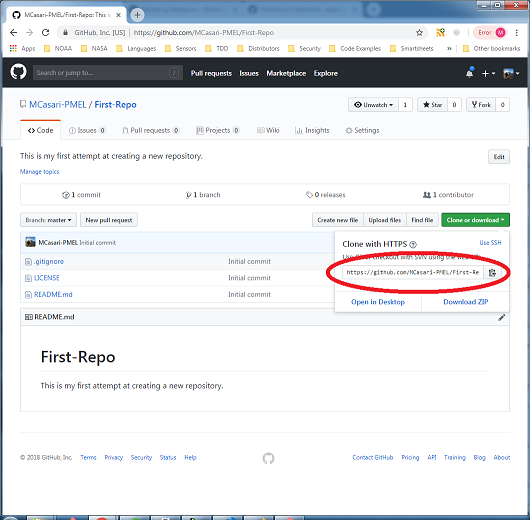 MCasari-PMEL/First-Repo: This is
GitHub, Inc. [US] https://github.com/MCasari-PMEL/First-Repo
Error M
Apps NOAA NASA Languages Sensors TDD Distributors Security Code Examples Smartsheets » Other bookmarks
Search or jump to... / Pull requests Issues Marketplace Explore
MCasari-PMEL / First-Repo
Unwatch 1 Star 0 Fork 0
Code Issues 0 Pull requests 0 Projects 0 Wiki Insights Settings
This is my first attempt at creating a new repository. Edit
Manage topics
1 commit 1 branch 0 releases 1 contributor
Branch: master New pull request Create new file Upload files Find file Clone or download
MCasari-PMEL Initial commit
.gitignore Initial commit
LICENSE Initial commit
README.md Initial commit
Clone with HTTPS Use SSH
Use Git or checkout with SVN using the web URL.
https://github.com/MCasari-PMEL/First-Re
Open in Desktop Download ZIP
README.md
First-Repo
This is my first attempt at creating a new repository.
© 2018 GitHub, Inc. Terms Privacy Security Status Help Contact GitHub Pricing API Training Blog About